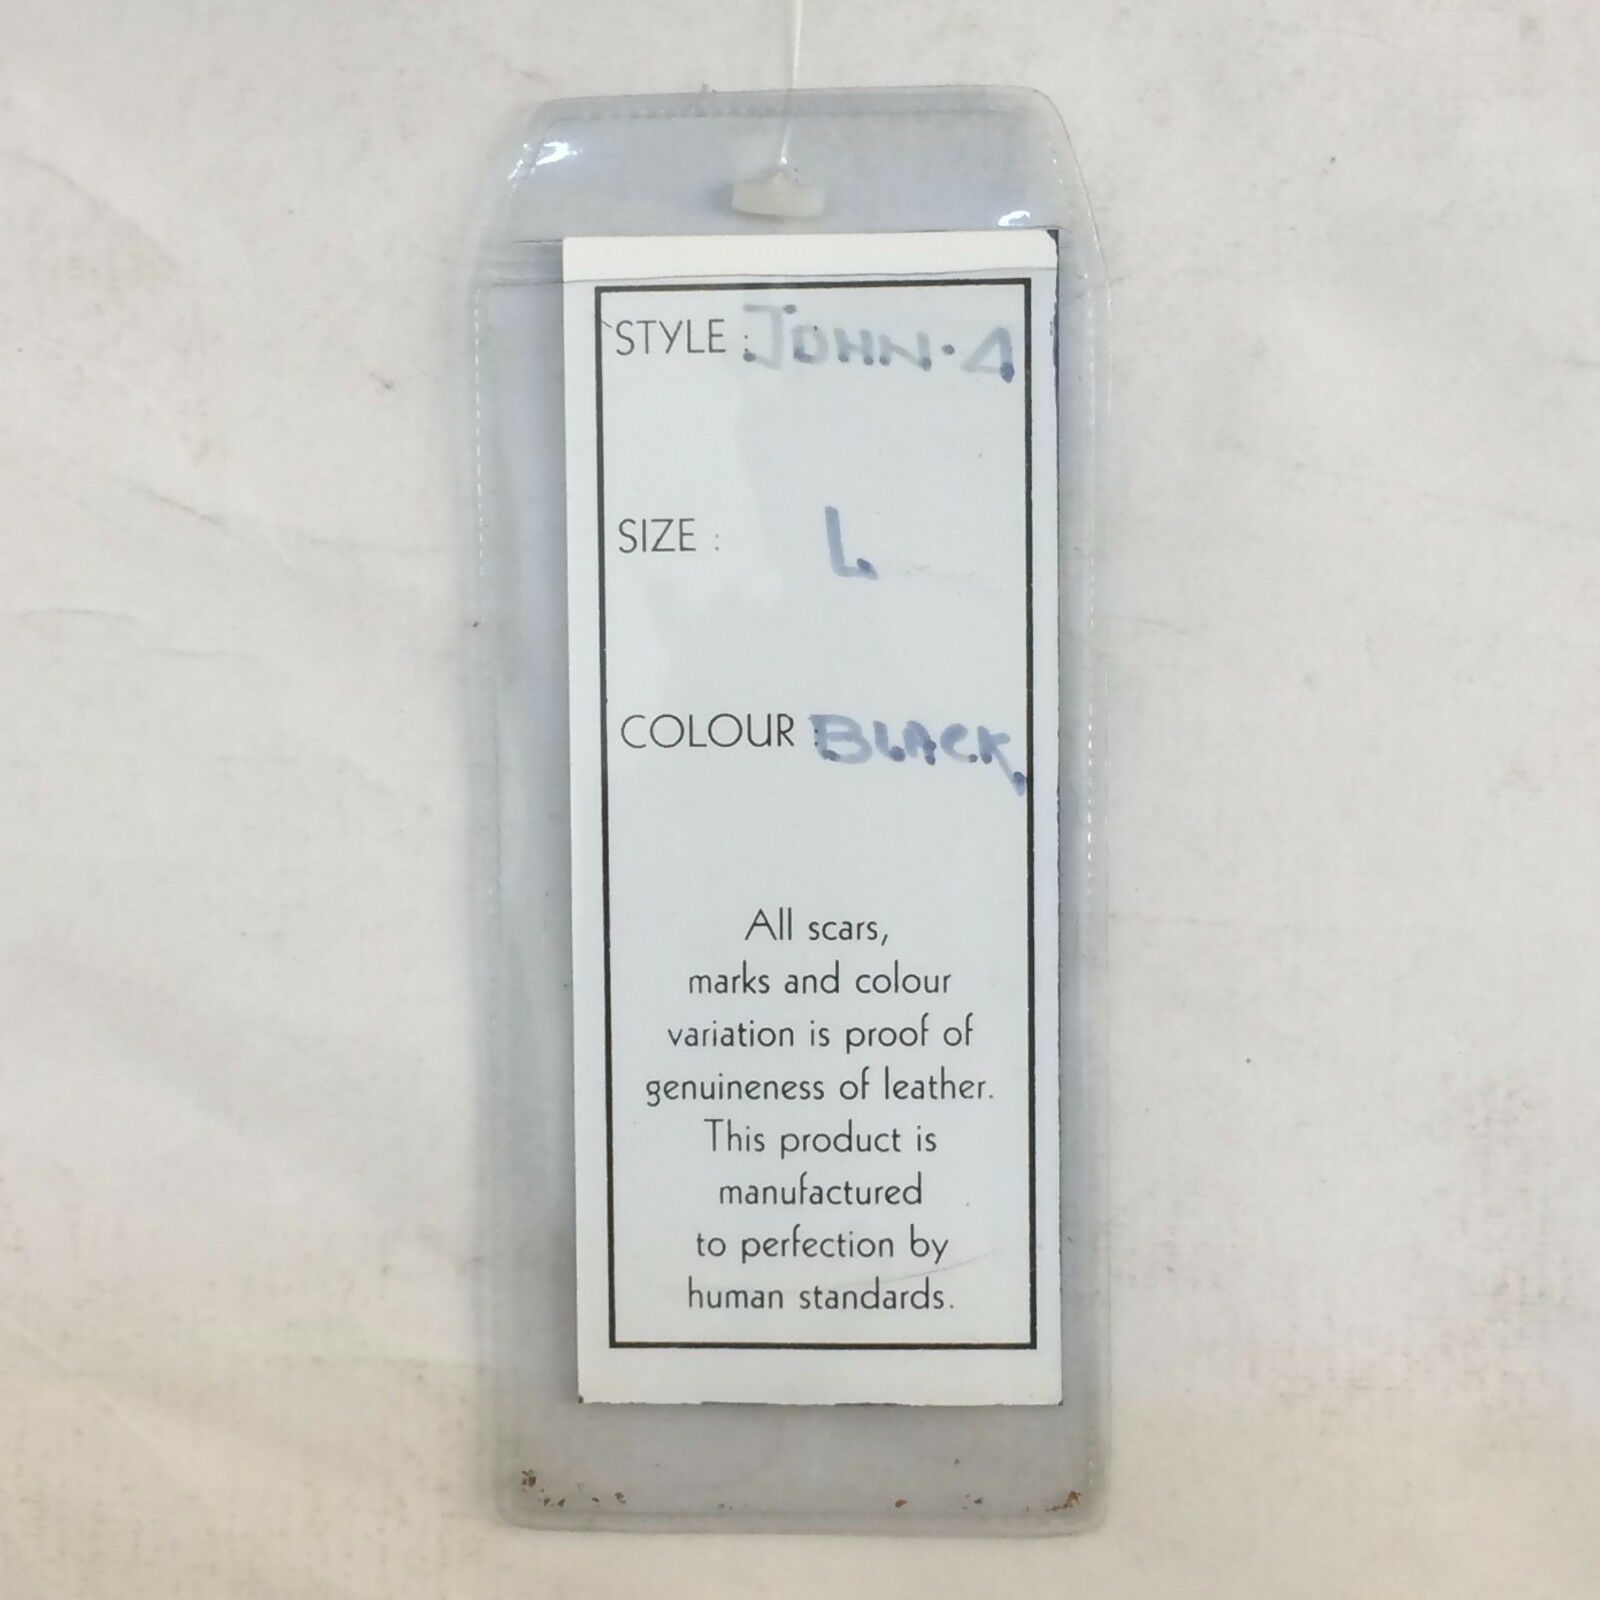 STYLE : JOHN.A
SIZE : L
COLOUR : BLACK
All scars,
marks and colour
variation is proof of
genuineness of leather.
This product is
manufactured
to perfection by
human standards.